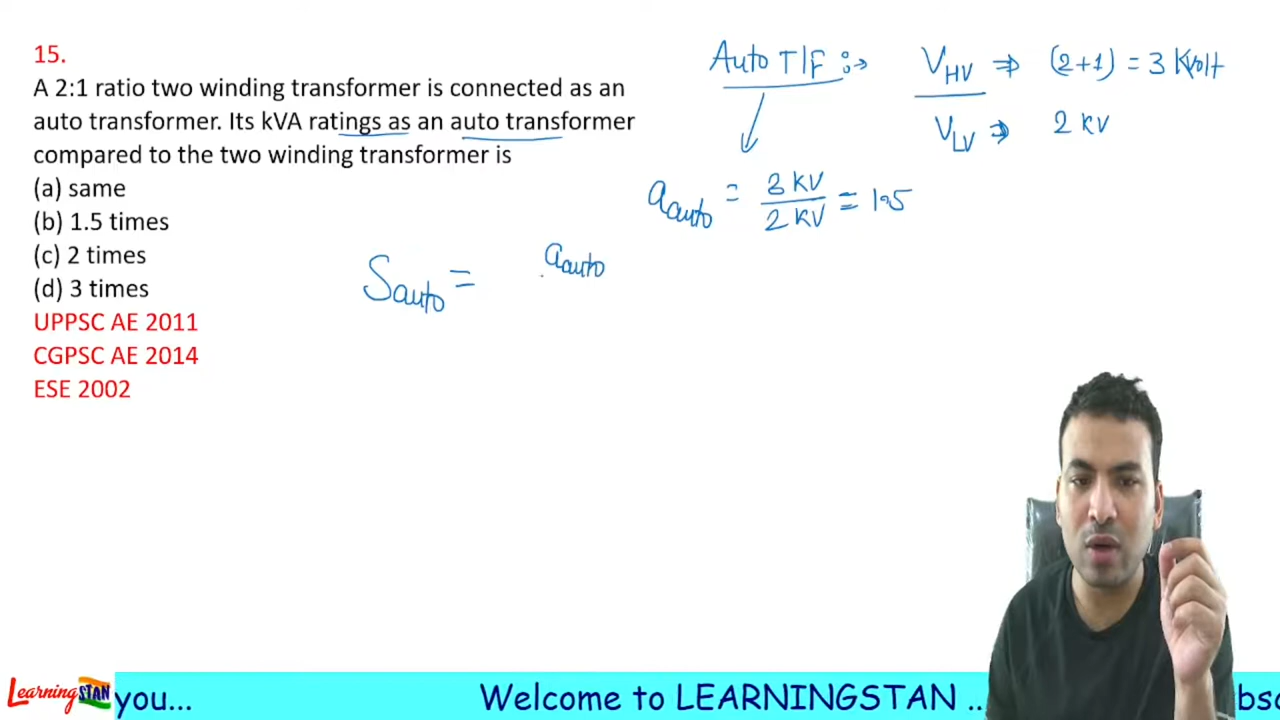 15.
A 2:1 ratio two winding transformer is connected as an
auto transformer. Its kVA ratings as an auto transformer
compared to the two winding transformer is
(a) same
(b) 1.5 times
(c) 2 times
(d) 3 times
UPPSC AE 2011
CGPSC AE 2014
ESE 2002
Auto T/F :→ V_HV ⇒ (2+1) = 3 KVolt
V_LV ⇒ 2 KV
a_auto = 3 KV / 2 KV = 1.5
S_auto = a_auto
LearningSTAN you... Welcome to LEARNINGSTAN ..